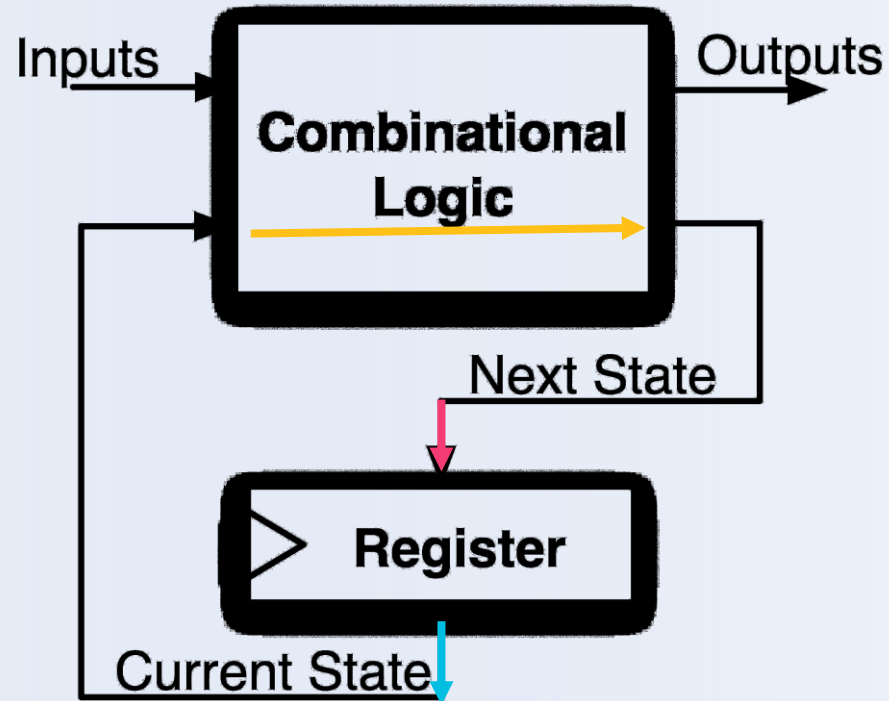 Inputs
Outputs
Combinational
Logic
Next State
Register
Current State